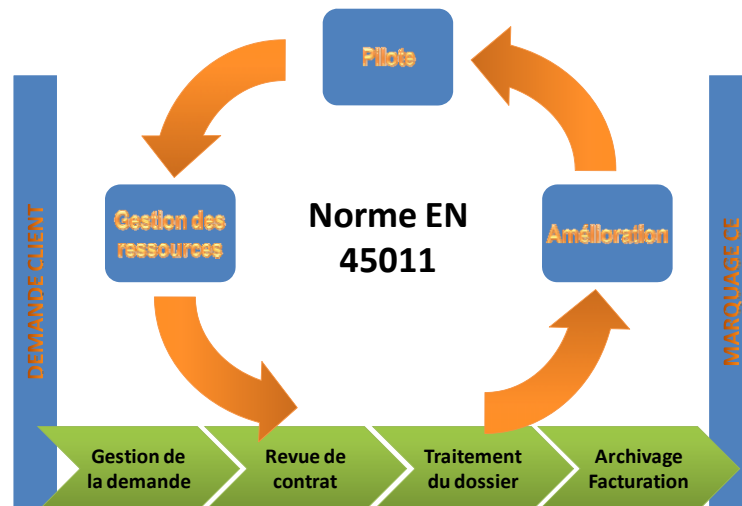 Pilote
DEMANDE CLIENT
Gestion des
ressources
Norme EN
45011
Amélioration
MARQUAGE CE
Gestion de
la demande
Revue de
contrat
Traitement
du dossier
Archivage
Facturation